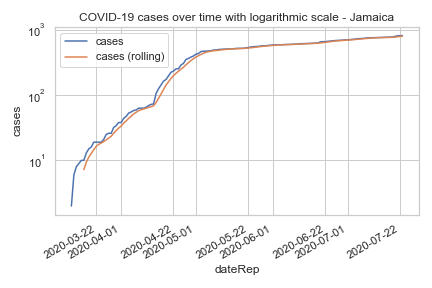 COVID-19 cases over time with logarithmic scale - Jamaica
cases
cases (rolling)
10³
10²
10¹
cases
2020-03-22
2020-04-01
2020-04-22
2020-05-01
2020-05-22
2020-06-01
2020-06-22
2020-07-01
2020-07-22
dateRep